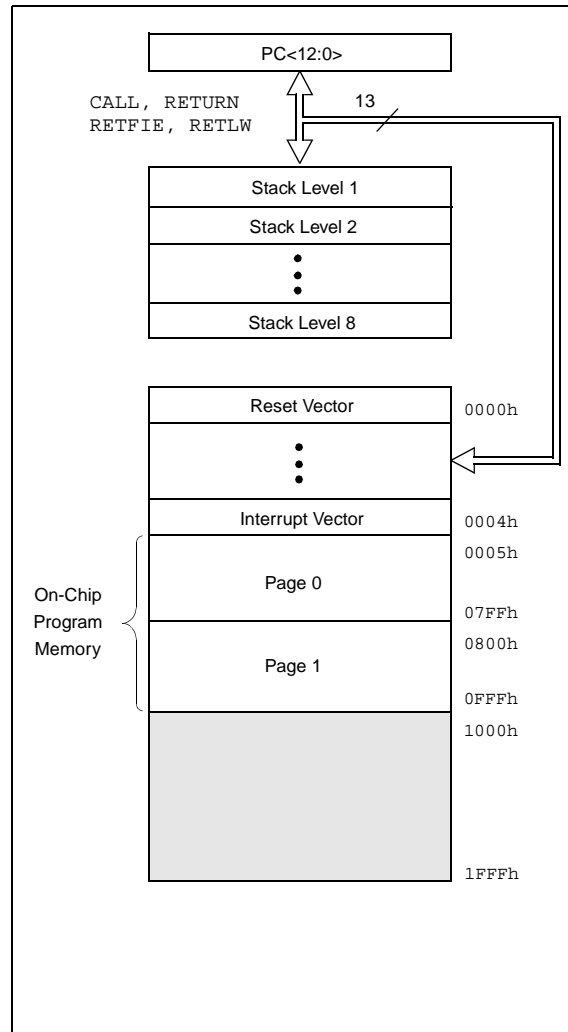 PC<12:0>
CALL, RETURN
RETFIE, RETLW
13
Stack Level 1
Stack Level 2
Stack Level 8
Reset Vector
0000h
Interrupt Vector
0004h
0005h
On-Chip
Program
Memory
Page 0
07FFh
0800h
Page 1
0FFFh
1000h
1FFFh